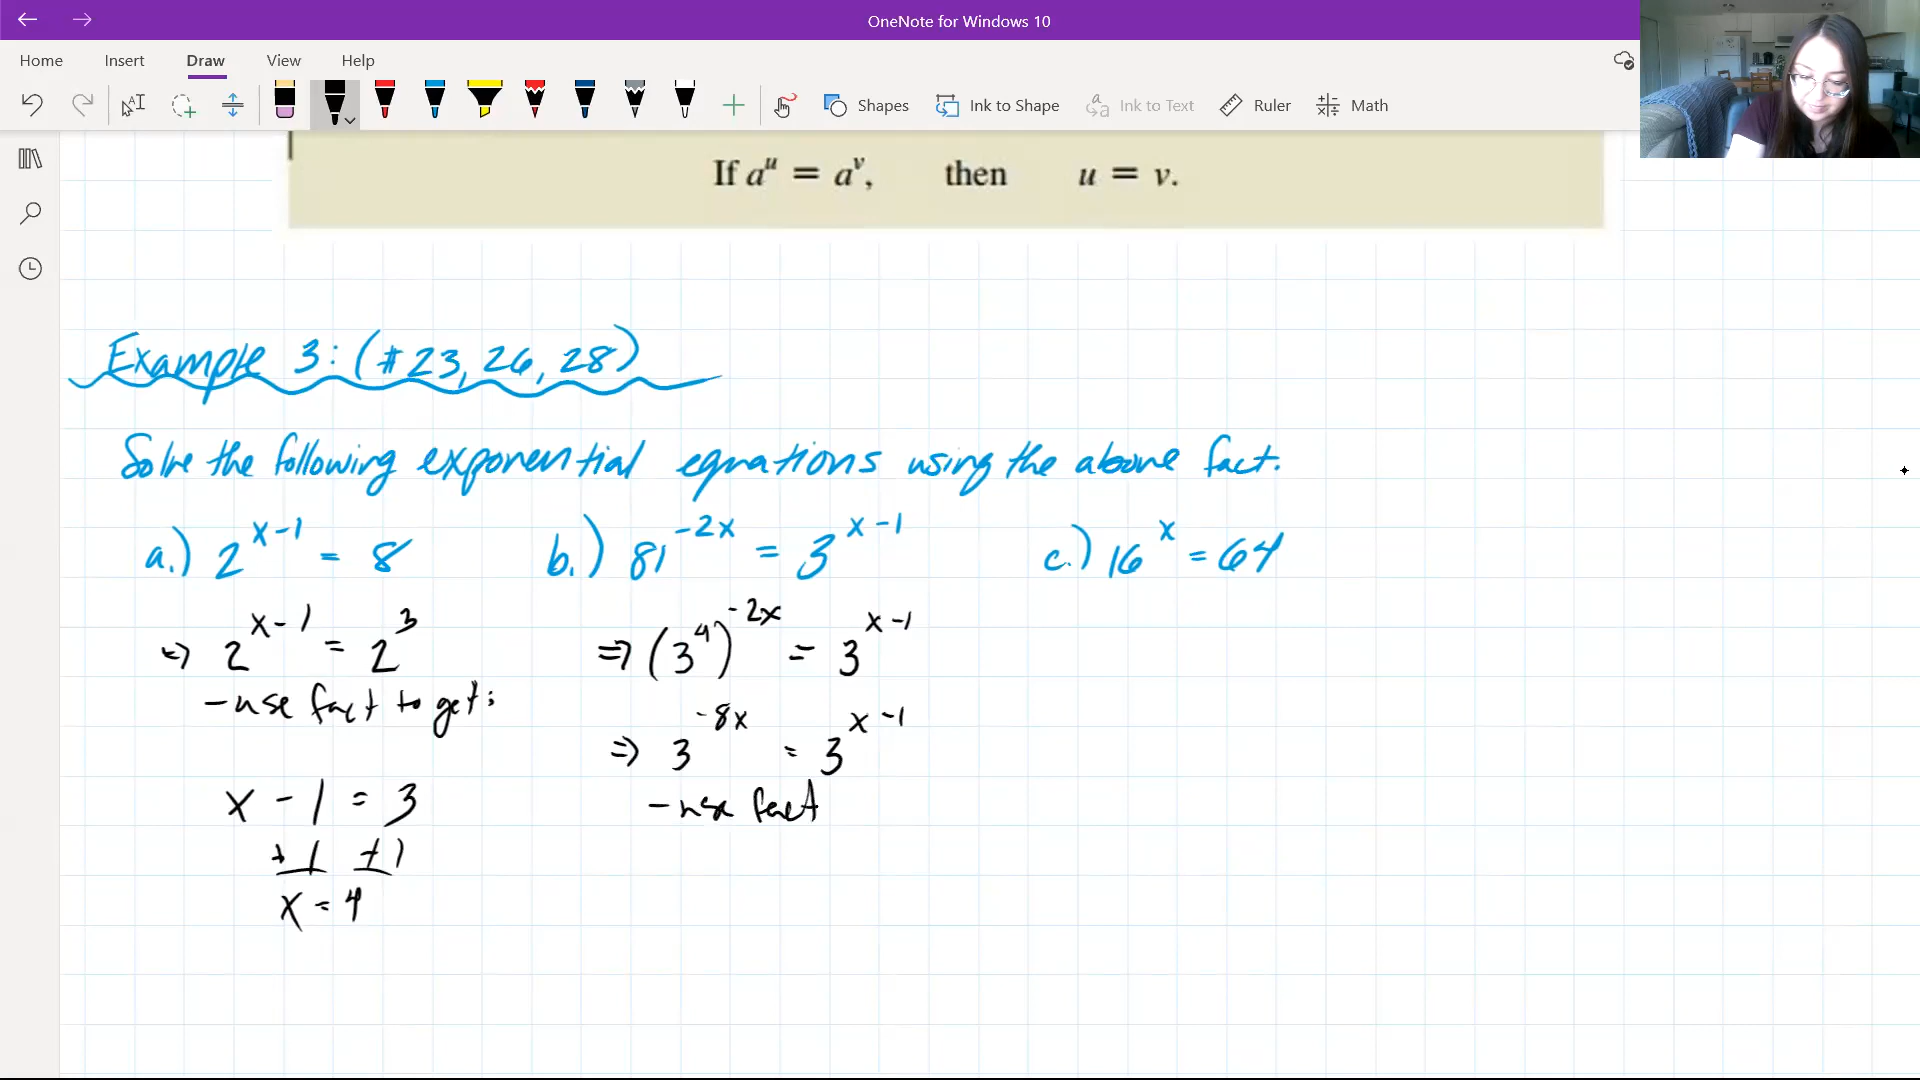 OneNote for Windows 10
Home Insert Draw View Help
Shapes Ink to Shape Ink to Text Ruler Math
If aᵘ = aᵛ, then u = v.
Example 3: (#23, 26, 28)
Solve the following exponential equations using the above fact.
a.) 2^(x-1) = 8
⇒ 2^(x-1) = 2^3
- use fact to get:
x - 1 = 3
+1 +1
x = 4
b.) 81^(-2x) = 3^(x-1)
⇒ (3^4)^(-2x) = 3^(x-1)
⇒ 3^(-8x) = 3^(x-1)
- use fact
c.) 16^x = 64